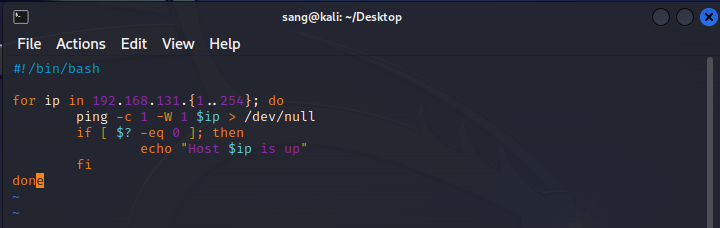 sang@kali: ~/Desktop
File Actions Edit View Help
#!/bin/bash

for ip in 192.168.131.{1..254}; do
        ping -c 1 -W 1 $ip > /dev/null
        if [ $? -eq 0 ]; then
                echo "Host $ip is up"
        fi
done
~
~